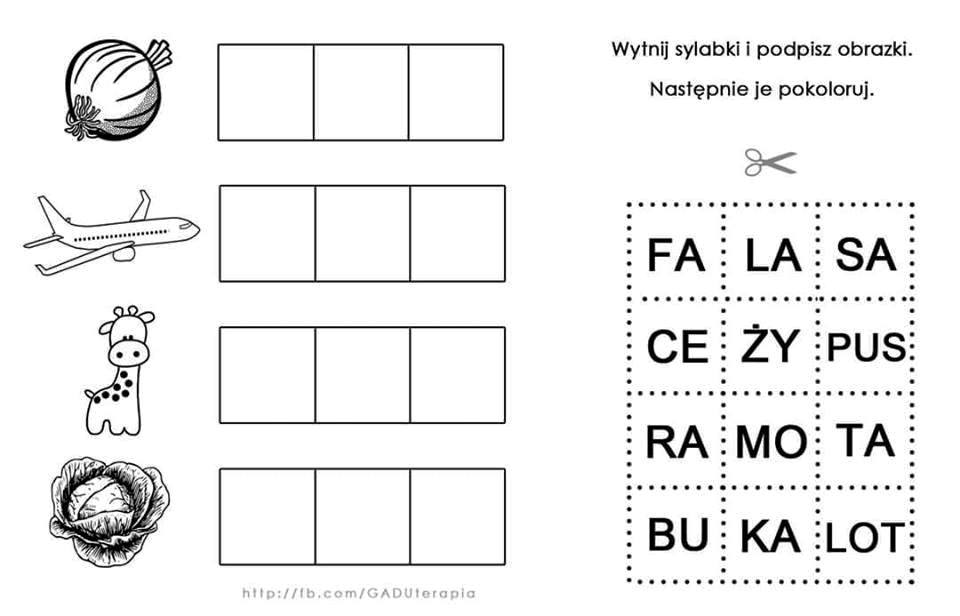 Wytnij sylabki i podpisz obrazki.
Następnie je pokoloruj.
FA LA SA
CE ŻY PUS
RA MO TA
BU KA LOT
http://fb.com/GADUterapia